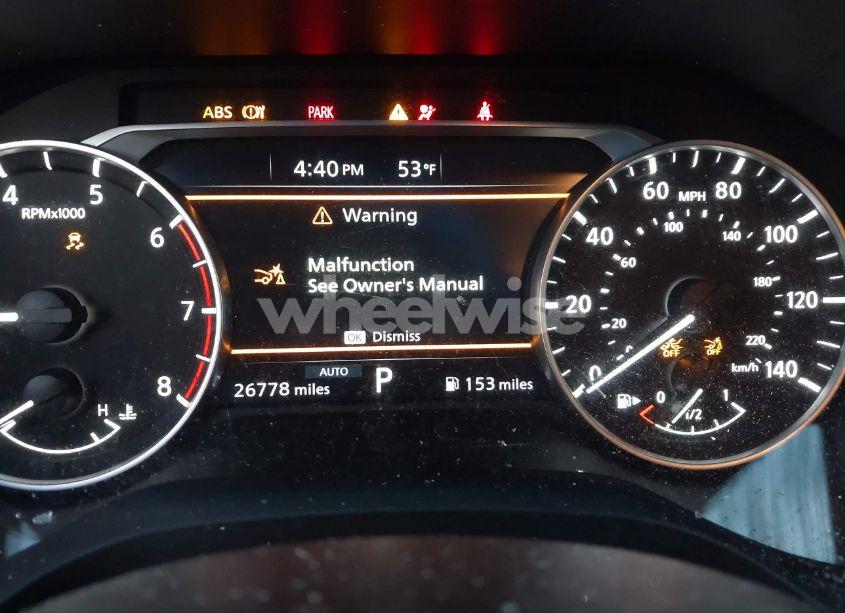 ABS PARK
4:40 PM 53°F
4 5 6 7 8
RPMx1000
Warning
Malfunction
See Owner's Manual
OK Dismiss
wheelwise
AUTO
26778 miles P 153 miles
H
0 20 40 60 80 100 120 140
MPH
20 60 100 140 180 220
km/h
OFF OFF
0 1/2 1